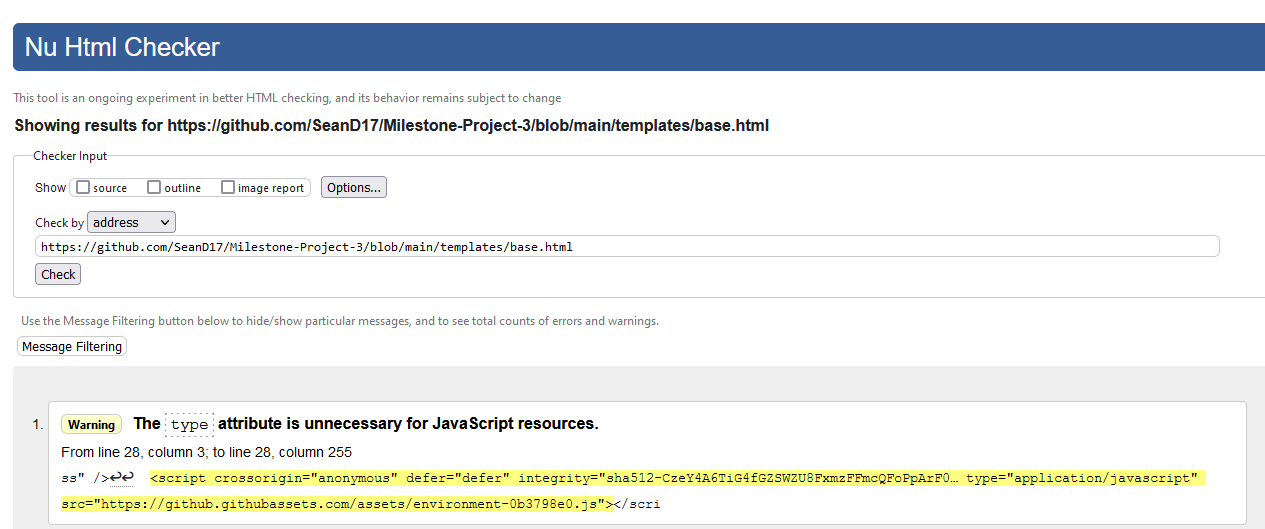 Nu Html Checker
This tool is an ongoing experiment in better HTML checking, and its behavior remains subject to change
Showing results for https://github.com/SeanD17/Milestone-Project-3/blob/main/templates/base.html
Checker Input
Show source outline image report Options...
Check by address
https://github.com/SeanD17/Milestone-Project-3/blob/main/templates/base.html
Check
Use the Message Filtering button below to hide/show particular messages, and to see total counts of errors and warnings.
Message Filtering
1. Warning The type attribute is unnecessary for JavaScript resources.
From line 28, column 3; to line 28, column 255
ss" />↩↩ <script crossorigin="anonymous" defer="defer" integrity="sha512-CzeY4A6TiG4fGZSWZU8FxmzFFmcQFoPpArF0… type="application/javascript"
src="https://github.githubassets.com/assets/environment-0b3798e0.js"></scri